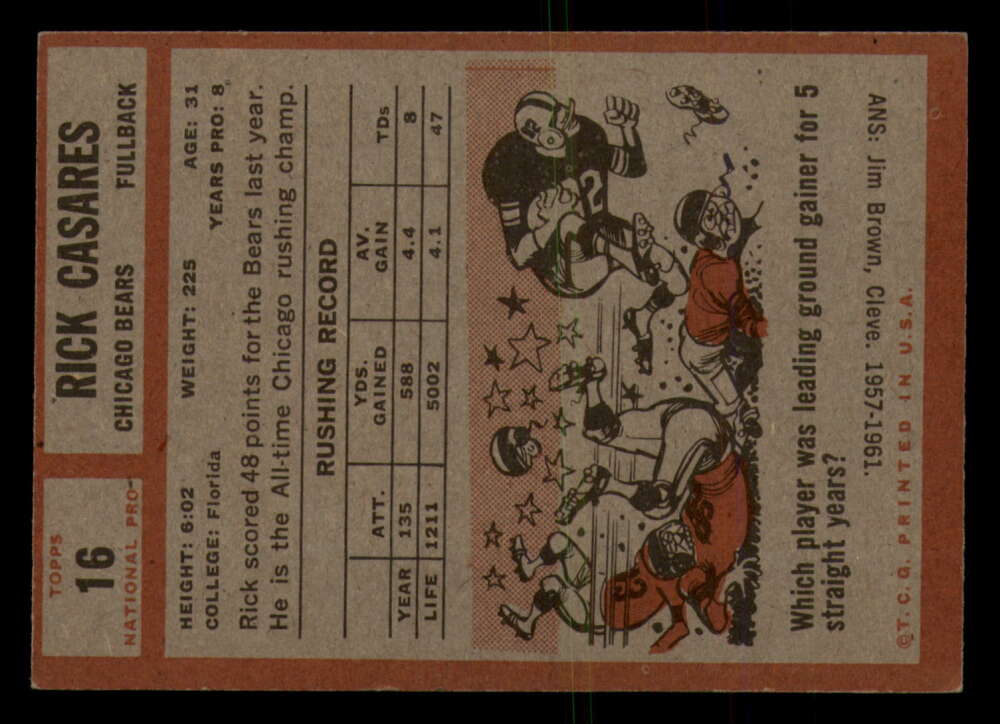 TOPPS
16
NATIONAL PRO
RICK CASARES
CHICAGO BEARS FULLBACK
HEIGHT: 6:02 WEIGHT: 225 AGE: 31
COLLEGE: Florida YEARS PRO: 8
Rick scored 48 points for the Bears last year.
He is the All-time Chicago rushing champ.
RUSHING RECORD
ATT. YDS. GAINED AV. GAIN TDs
YEAR 135 588 4.4 8
LIFE 1211 5002 4.1 47
2
Which player was leading ground gainer for 5
straight years?
ANS: Jim Brown, Cleve. 1957-1961.
©T. C. G. PRINTED IN U.S.A.